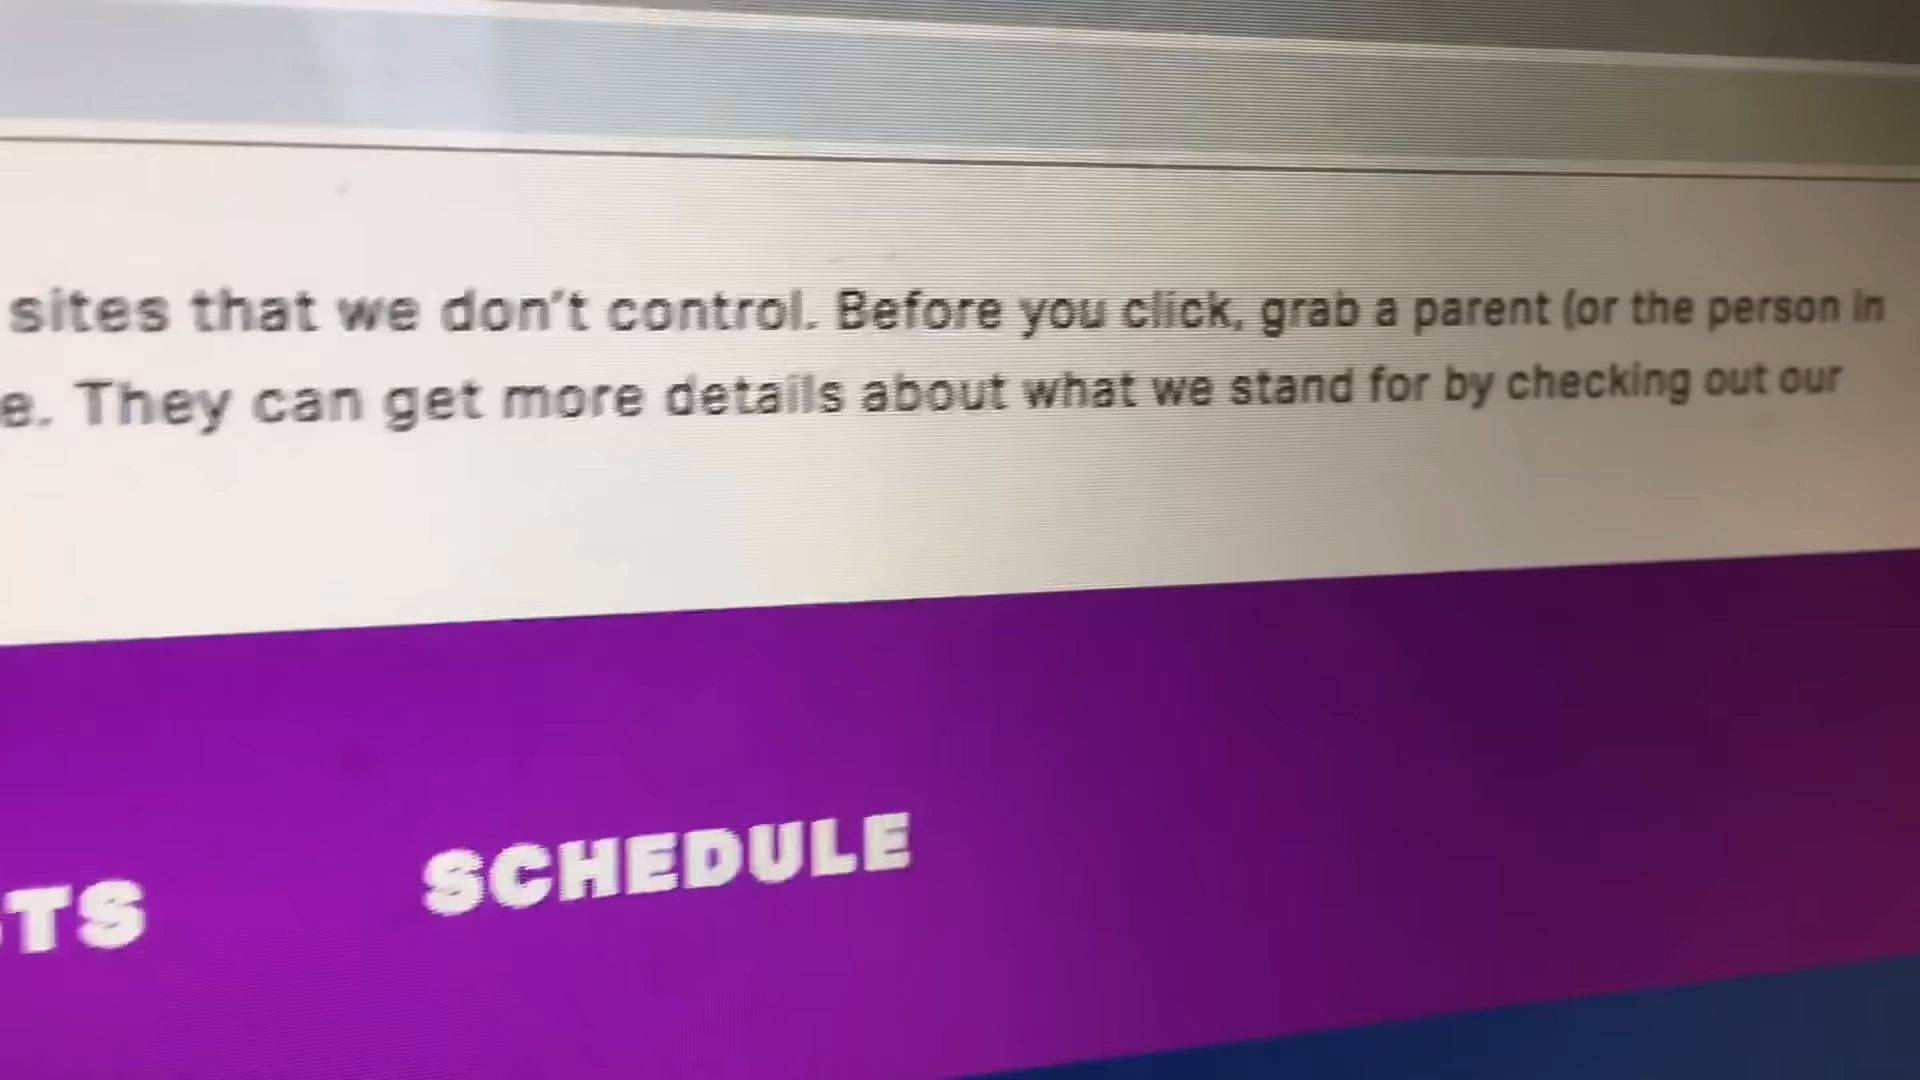 sites that we don't control. Before you click, grab a parent (or the person in
e. They can get more details about what we stand for by checking out our
TS
SCHEDULE